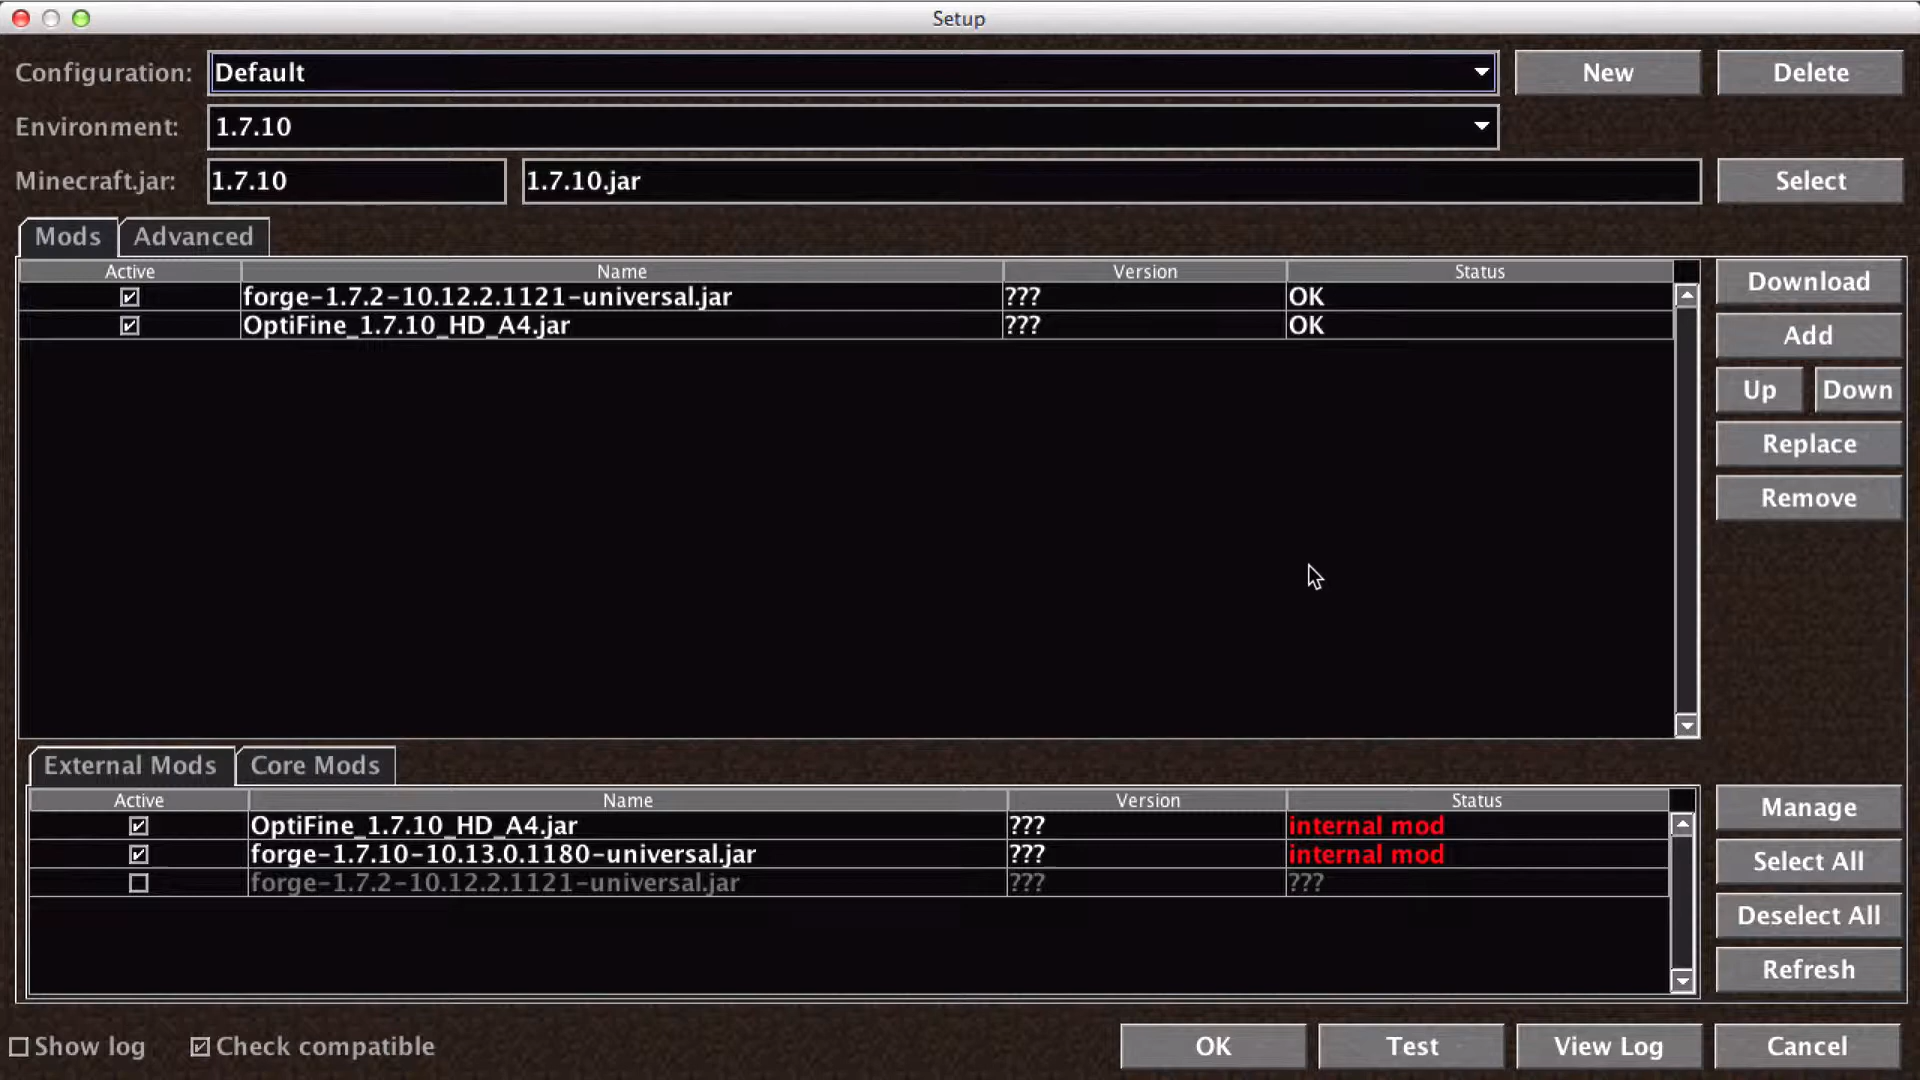 Setup
Configuration: Default New Delete
Environment: 1.7.10
Minecraft.jar: 1.7.10 1.7.10.jar Select
Mods Advanced
Active Name Version Status
forge-1.7.2-10.12.2.1121-universal.jar ??? OK
OptiFine_1.7.10_HD_A4.jar ??? OK
Download
Add
Up Down
Replace
Remove
External Mods Core Mods
Active Name Version Status
OptiFine_1.7.10_HD_A4.jar ??? internal mod
forge-1.7.10-10.13.0.1180-universal.jar ??? internal mod
forge-1.7.2-10.12.2.1121-universal.jar ??? ???
Manage
Select All
Deselect All
Refresh
Show log Check compatible OK Test View Log Cancel